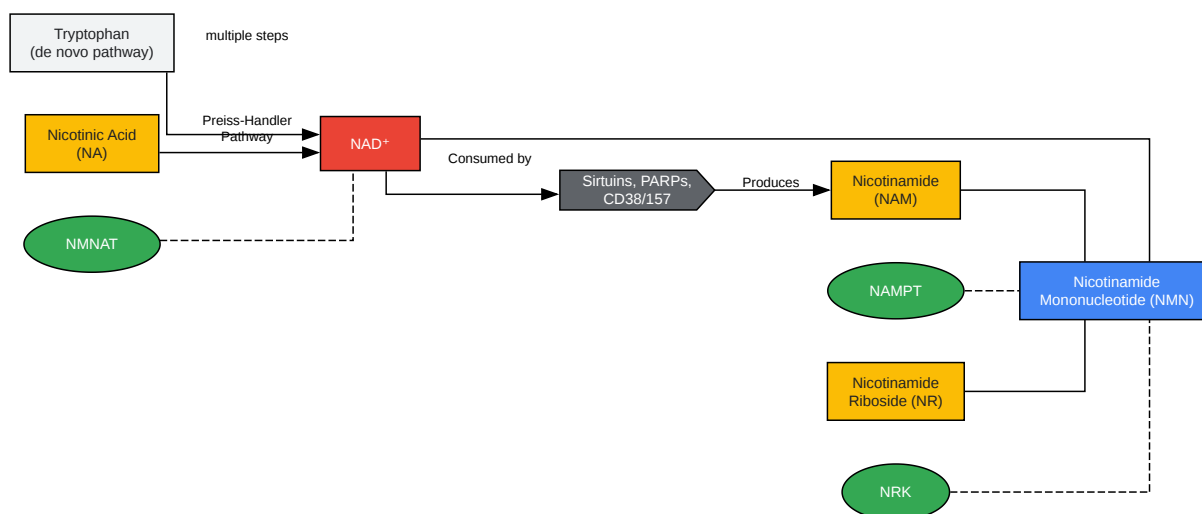 Tryptophan
(de novo pathway)
multiple steps
Nicotinic Acid
(NA)
Preiss-Handler
Pathway
NAD⁺
Consumed by
Sirtuins, PARPs,
CD38/157
Produces
Nicotinamide
(NAM)
NMNAT
NAMPT
Nicotinamide
Mononucleotide (NMN)
Nicotinamide
Riboside (NR)
NRK